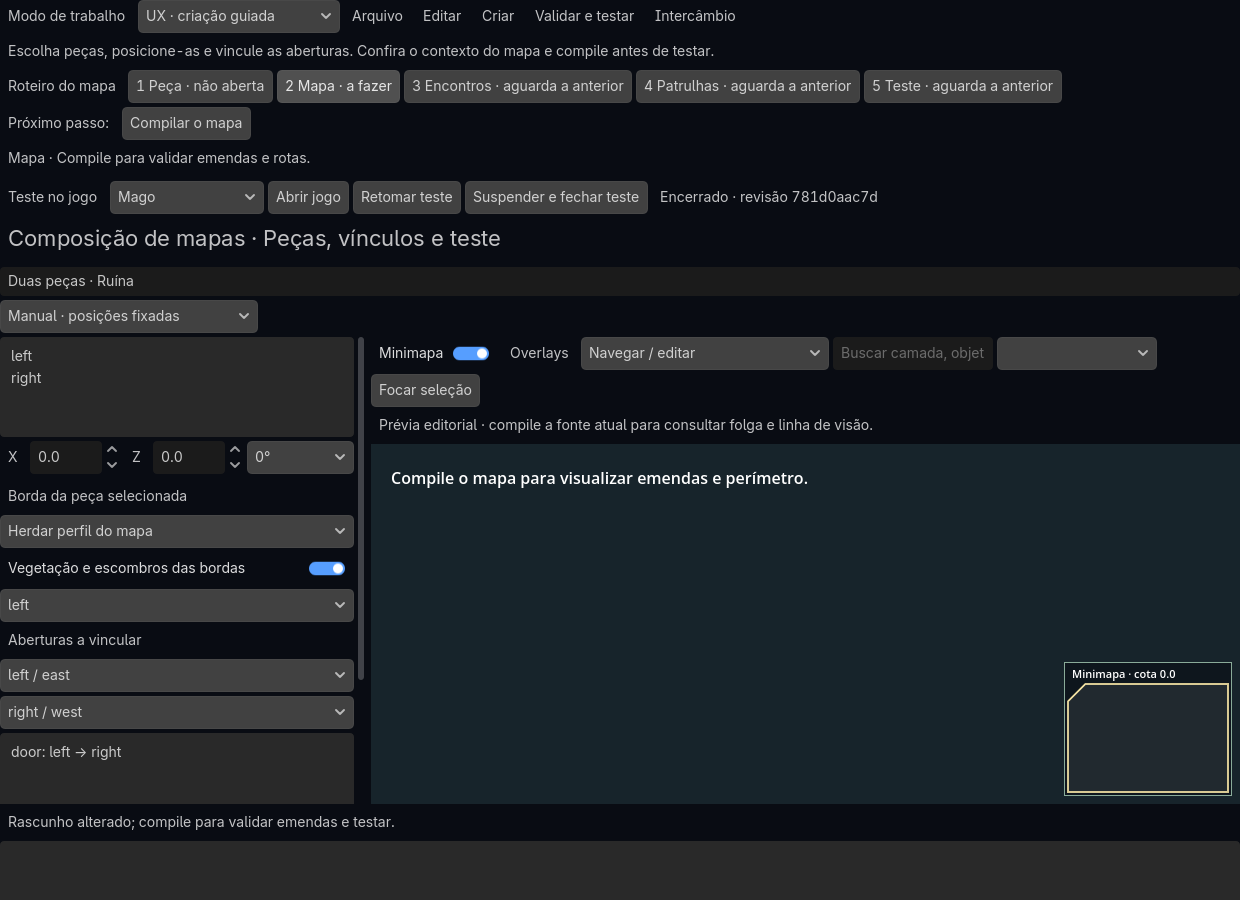 Modo de trabalho UX · criação guiada Arquivo Editar Criar Validar e testar Intercâmbio
Escolha peças, posicione-as e vincule as aberturas. Confira o contexto do mapa e compile antes de testar.
Roteiro do mapa 1 Peça · não aberta 2 Mapa · a fazer 3 Encontros · aguarda a anterior 4 Patrulhas · aguarda a anterior 5 Teste · aguarda a anterior
Próximo passo: Compilar o mapa
Mapa · Compile para validar emendas e rotas.
Teste no jogo Mago Abrir jogo Retomar teste Suspender e fechar teste Encerrado · revisão 781d0aac7d
Composição de mapas · Peças, vínculos e teste
Duas peças · Ruína
Manual · posições fixadas
left
right
X 0.0 Z 0.0 0°
Borda da peça selecionada
Herdar perfil do mapa
Vegetação e escombros das bordas
left
Aberturas a vincular
left / east
right / west
door: left → right
Minimapa Overlays Navegar / editar Buscar camada, objet
Focar seleção
Prévia editorial · compile a fonte atual para consultar folga e linha de visão.
Compile o mapa para visualizar emendas e perímetro.
Minimapa · cota 0.0
Rascunho alterado; compile para validar emendas e testar.